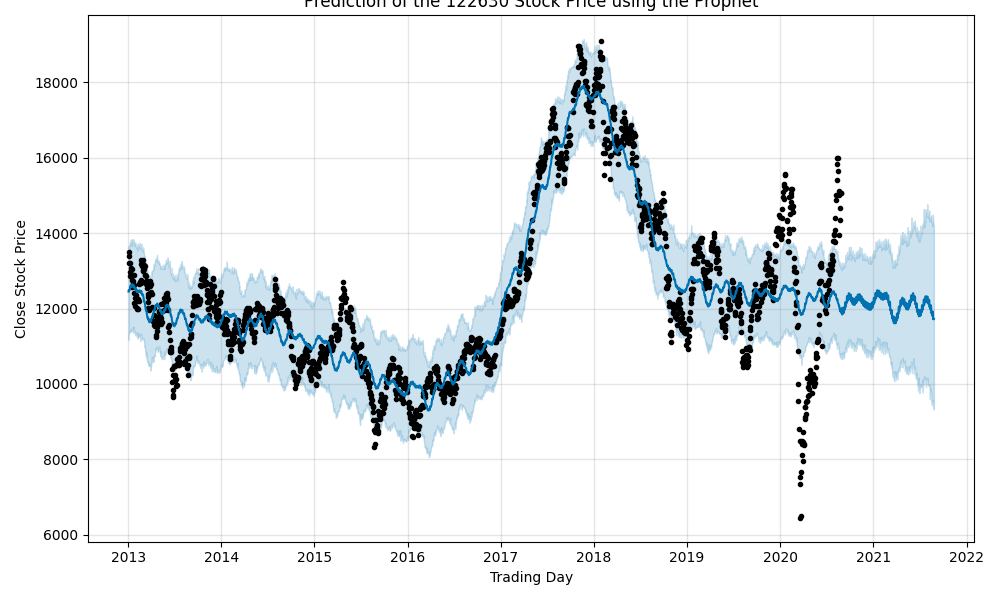 Prediction of the 122630 Stock Price using the Prophet
18000
16000
14000
12000
10000
8000
6000
Close Stock Price
2013 2014 2015 2016 2017 2018 2019 2020 2021 2022
Trading Day